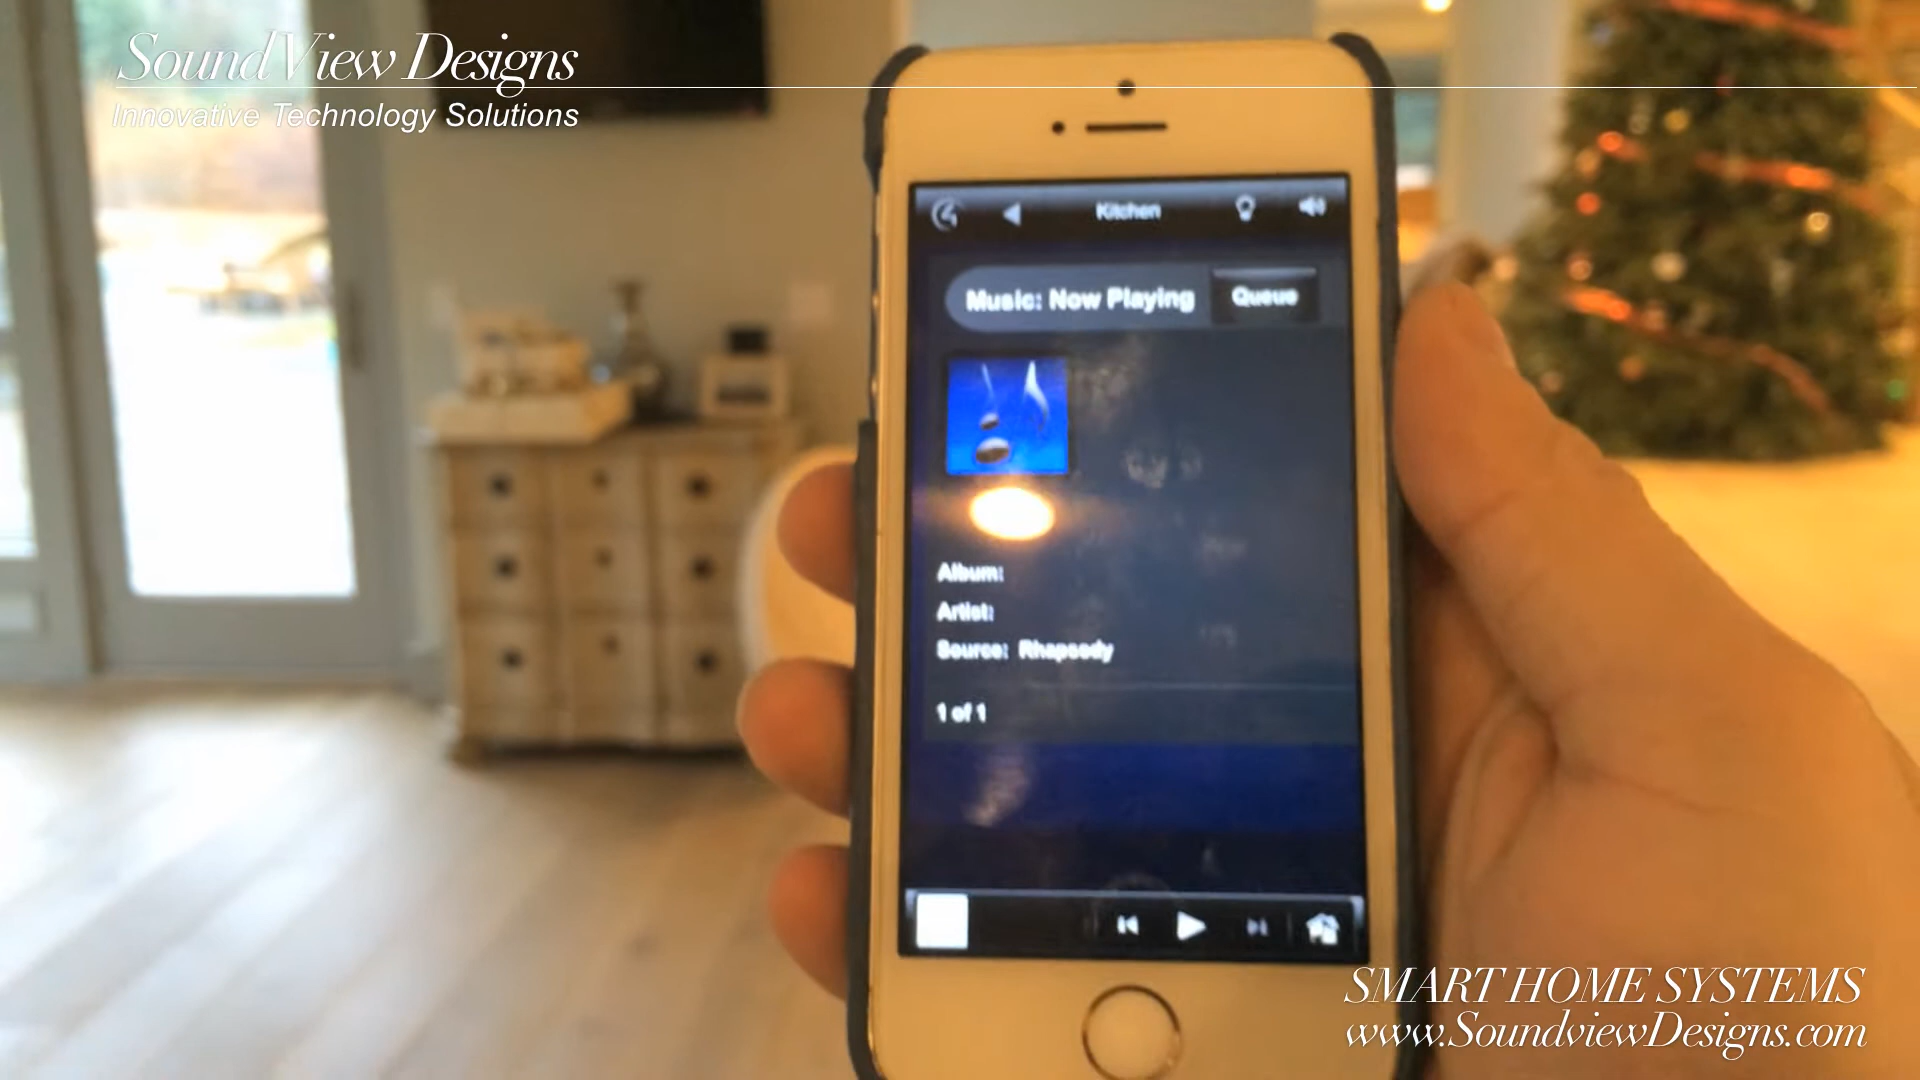 SoundView Designs
Innovative Technology Solutions
Kitchen
Music: Now Playing
Queue
Album:
Artist:
Source: Rhapsody
1 of 1
SMART HOME SYSTEMS
www.SoundviewDesigns.com